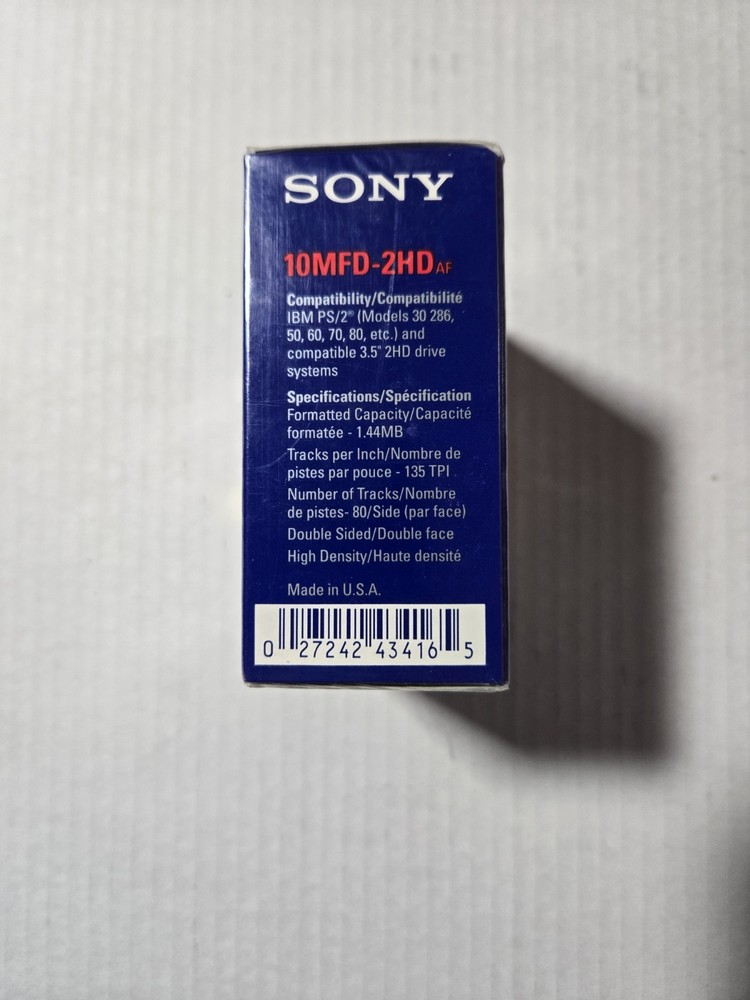 SONY
10MFD-2HD AF
Compatibility/Compatibilité
IBM PS/2® (Models 30 286,
50, 60, 70, 80, etc.) and
compatible 3.5" 2HD drive
systems
Specifications/Spécification
Formatted Capacity/Capacité
formatée - 1.44MB
Tracks per Inch/Nombre de
pistes par pouce - 135 TPI
Number of Tracks/Nombre
de pistes- 80/Side (par face)
Double Sided/Double face
High Density/Haute densité
Made in U.S.A.
0 27242 43416 5